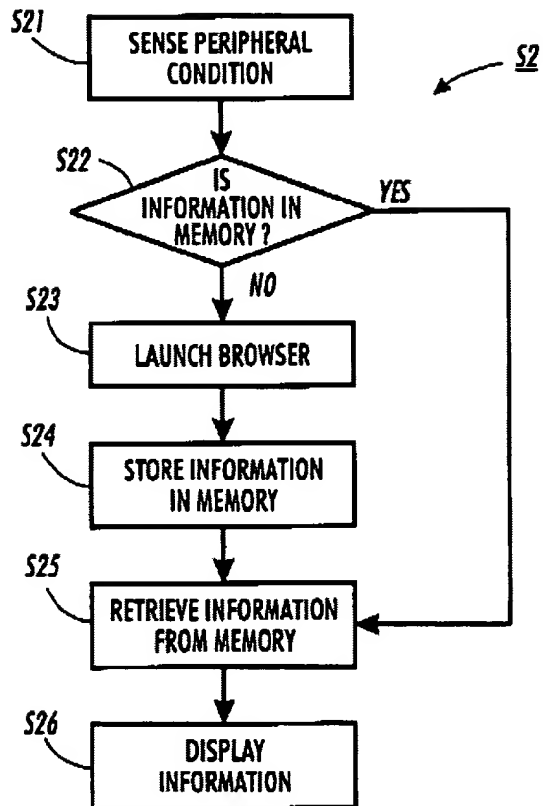 S21
SENSE PERIPHERAL
CONDITION
S2
S22
IS
INFORMATION IN
MEMORY?
YES
NO
S23
LAUNCH BROWSER
S24
STORE INFORMATION
IN MEMORY
S25
RETRIEVE INFORMATION
FROM MEMORY
S26
DISPLAY
INFORMATION